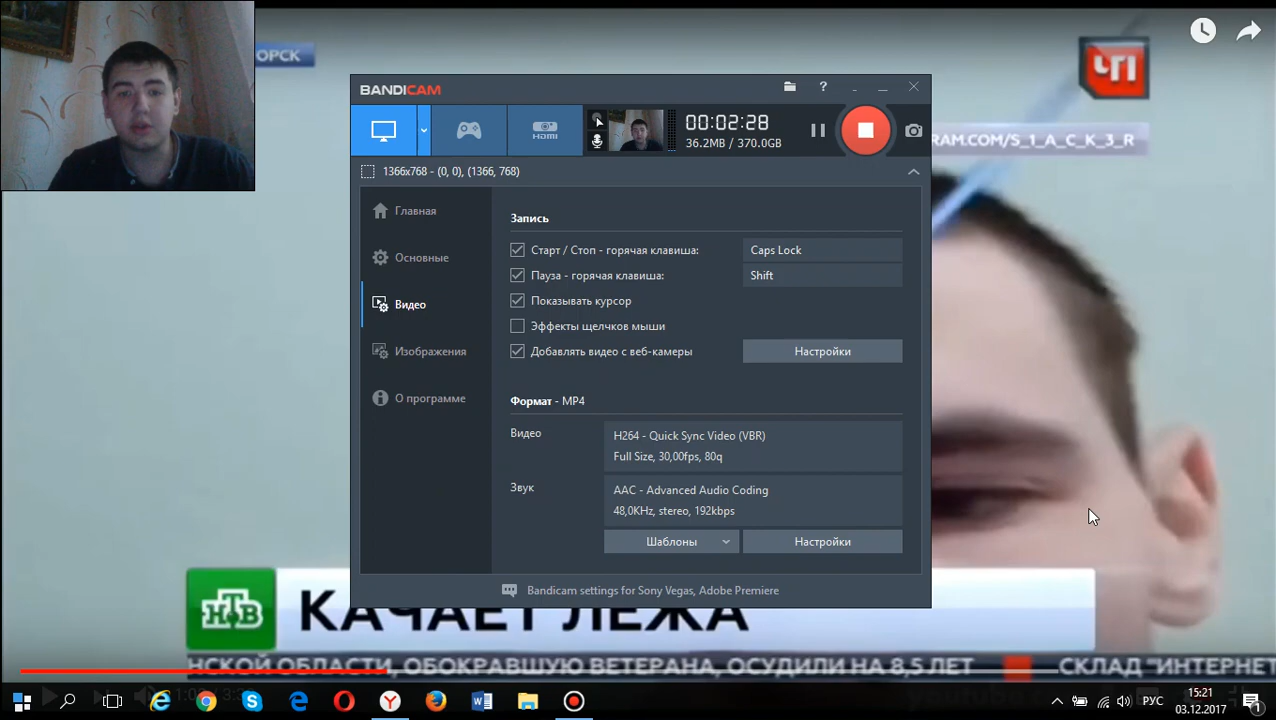 ОРСК
ЧП
RAM.COM/S_1_A_C_K_3_R
BANDICAM
?
HDMI
00:02:28
36.2MB / 370.0GB
1366x768 - (0, 0), (1366, 768)
Главная
Основные
Видео
Изображения
О программе
Запись
Старт / Стоп - горячая клавиша:
Caps Lock
Пауза - горячая клавиша:
Shift
Показывать курсор
Эффекты щелчков мыши
Добавлять видео с веб-камеры
Настройки
Формат - MP4
Видео
H264 - Quick Sync Video (VBR)
Full Size, 30,00fps, 80q
Звук
AAC - Advanced Audio Coding
48,0KHz, stereo, 192kbps
Шаблоны
Настройки
Bandicam settings for Sony Vegas, Adobe Premiere
НТВ
КАЧАЕТ ЛЕЖА
НСКОЙ ОБЛАСТИ, ОБОКРАВШУЮ ВЕТЕРАНА, ОСУДИЛИ НА 8,5 ЛЕТ
СКЛАД "ИНТЕРНЕТ
РУС
15:21
03.12.2017
1